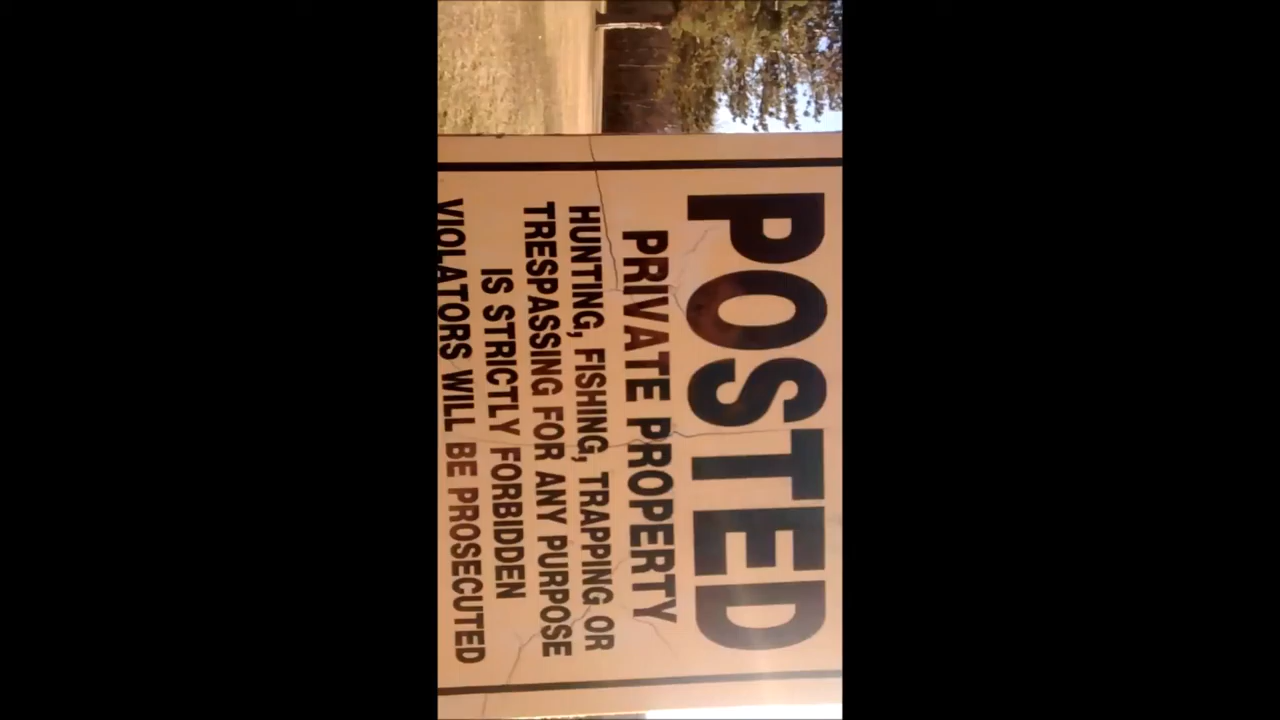 POSTED
PRIVATE PROPERTY
HUNTING, FISHING, TRAPPING OR
TRESPASSING FOR ANY PURPOSE
IS STRICTLY FORBIDDEN
VIOLATORS WILL BE PROSECUTED